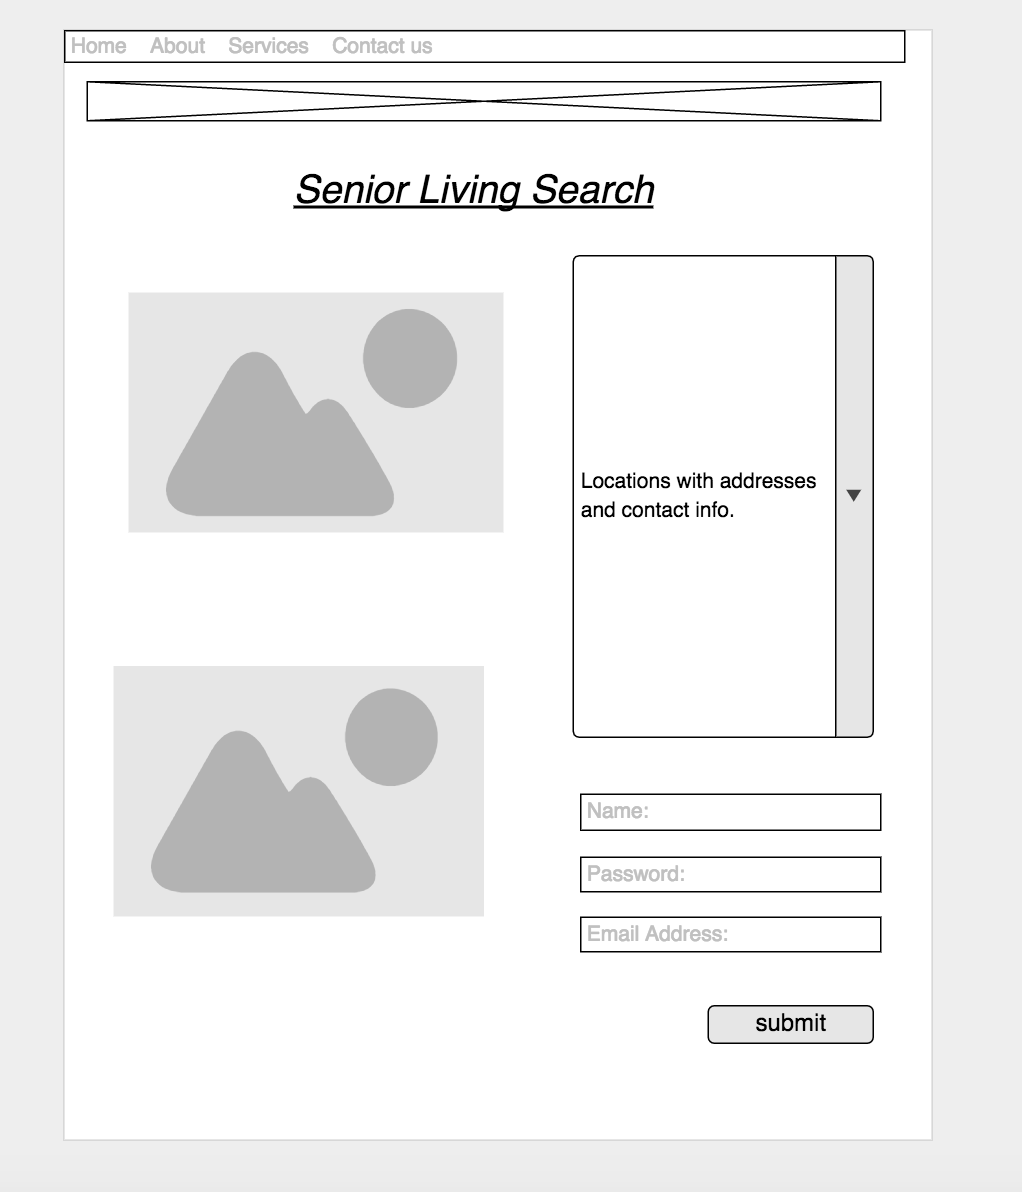 Home About Services Contact us
Senior Living Search
Locations with addresses
and contact info.
Name:
Password:
Email Address:
submit